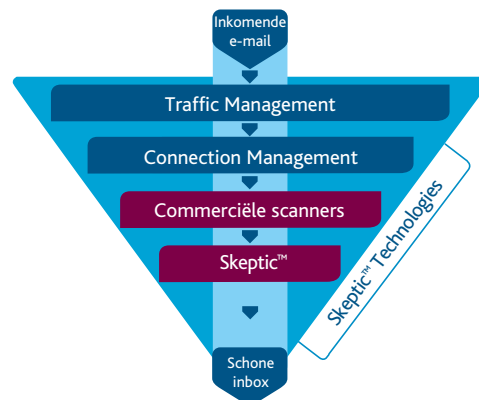 Inkomende
e-mail
Traffic Management
Connection Management
Commerciële scanners
Skeptic™
Skeptic™ Technologies
Schone
inbox